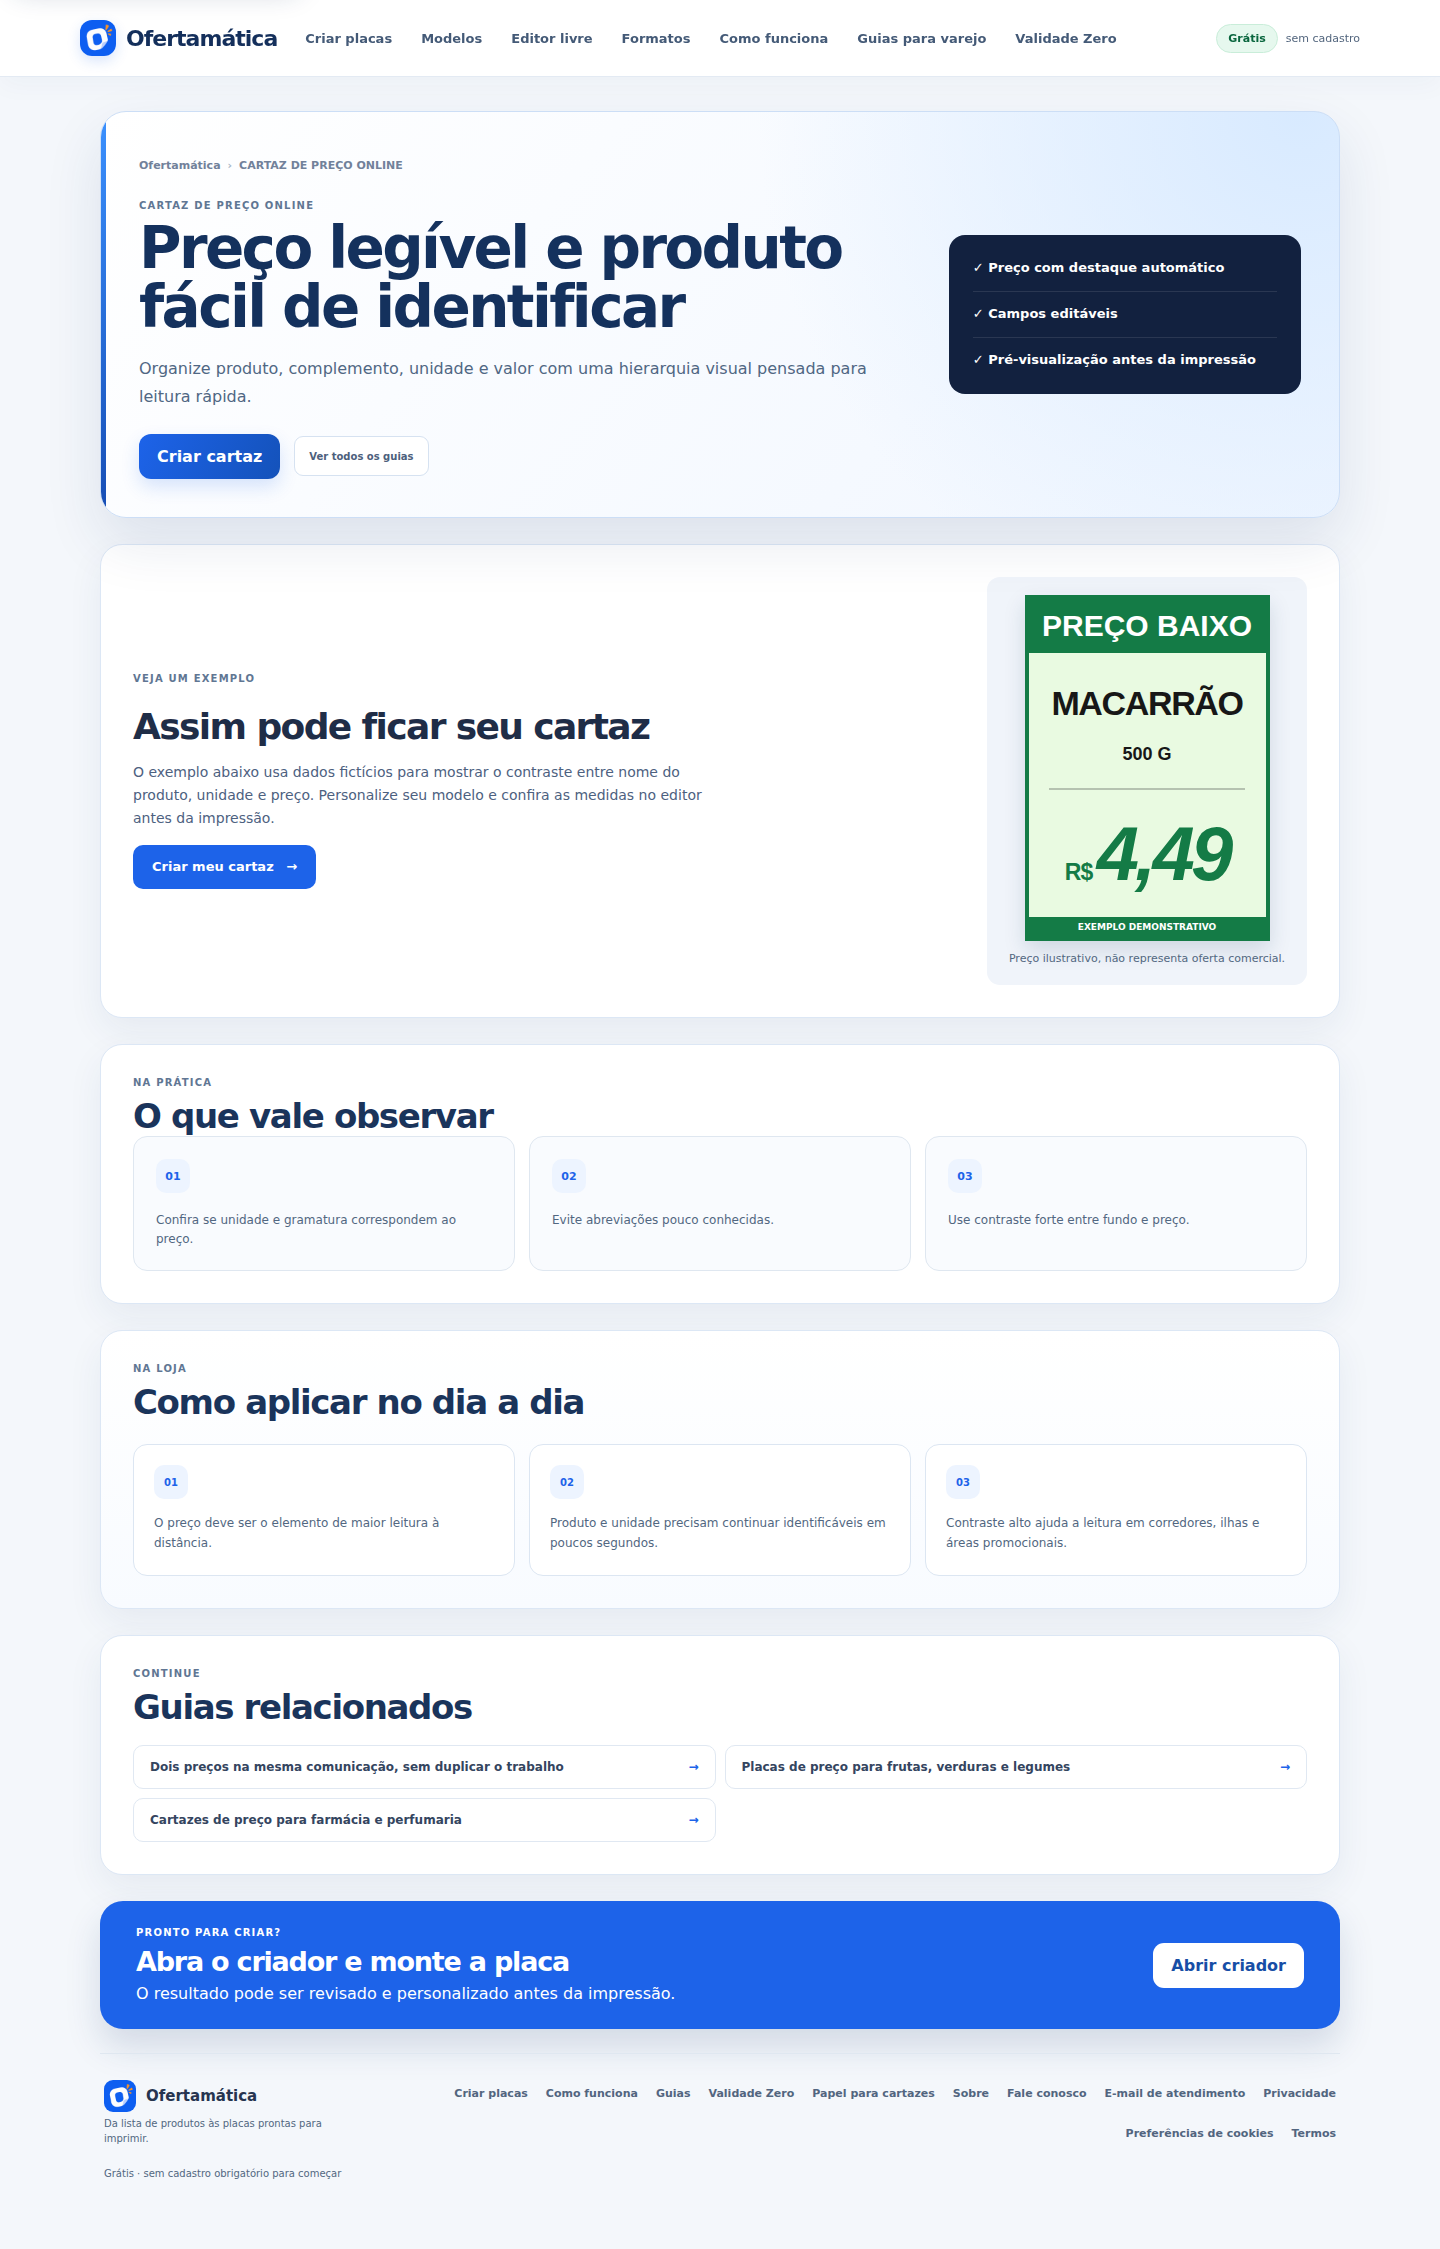 Ofertamática
Criar placas
Modelos
Editor livre
Formatos
Como funciona
Guias para varejo
Validade Zero
Grátis
sem cadastro
Ofertamática › CARTAZ DE PREÇO ONLINE
CARTAZ DE PREÇO ONLINE
Preço legível e produto
fácil de identificar
Organize produto, complemento, unidade e valor com uma hierarquia visual pensada para
leitura rápida.
Criar cartaz
Ver todos os guias
✓ Preço com destaque automático
✓ Campos editáveis
✓ Pré-visualização antes da impressão
VEJA UM EXEMPLO
Assim pode ficar seu cartaz
O exemplo abaixo usa dados fictícios para mostrar o contraste entre nome do
produto, unidade e preço. Personalize seu modelo e confira as medidas no editor
antes da impressão.
Criar meu cartaz →
PREÇO BAIXO
MACARRÃO
500 G
R$ 4,49
EXEMPLO DEMONSTRATIVO
Preço ilustrativo, não representa oferta comercial.
NA PRÁTICA
O que vale observar
01
Confira se unidade e gramatura correspondem ao
preço.
02
Evite abreviações pouco conhecidas.
03
Use contraste forte entre fundo e preço.
NA LOJA
Como aplicar no dia a dia
01
O preço deve ser o elemento de maior leitura à
distância.
02
Produto e unidade precisam continuar identificáveis em
poucos segundos.
03
Contraste alto ajuda a leitura em corredores, ilhas e
áreas promocionais.
CONTINUE
Guias relacionados
Dois preços na mesma comunicação, sem duplicar o trabalho →
Placas de preço para frutas, verduras e legumes →
Cartazes de preço para farmácia e perfumaria →
PRONTO PARA CRIAR?
Abra o criador e monte a placa
O resultado pode ser revisado e personalizado antes da impressão.
Abrir criador
Ofertamática
Da lista de produtos às placas prontas para
imprimir.
Grátis · sem cadastro obrigatório para começar
Criar placas
Como funciona
Guias
Validade Zero
Papel para cartazes
Sobre
Fale conosco
E-mail de atendimento
Privacidade
Preferências de cookies
Termos